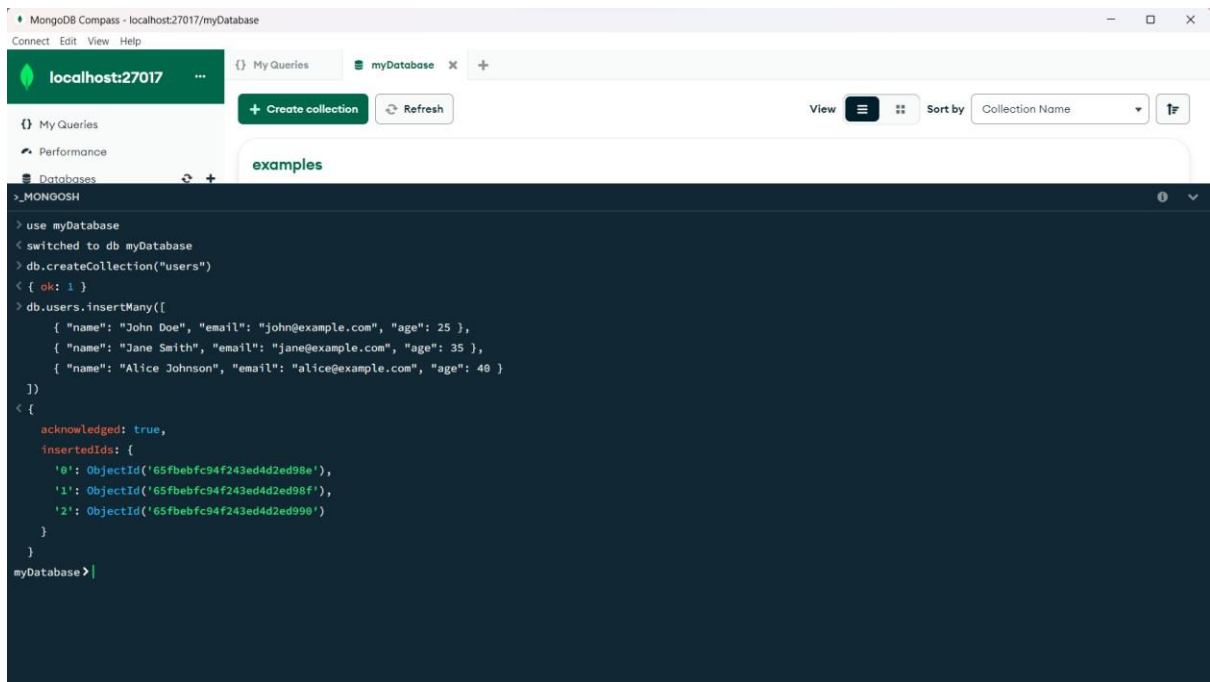 MongoDB Compass - localhost:27017/myDatabase
Connect Edit View Help
localhost:27017 ...
{} My Queries
Performance
Databases
{} My Queries myDatabase
+ Create collection Refresh
View Sort by Collection Name
examples
>_MONGOSH
> use myDatabase
< switched to db myDatabase
> db.createCollection("users")
< { ok: 1 }
> db.users.insertMany([
{ "name": "John Doe", "email": "john@example.com", "age": 25 },
{ "name": "Jane Smith", "email": "jane@example.com", "age": 35 },
{ "name": "Alice Johnson", "email": "alice@example.com", "age": 40 }
])
< {
acknowledged: true,
insertedIds: {
'0': ObjectId('65fbebfc94f243ed4d2ed98e'),
'1': ObjectId('65fbebfc94f243ed4d2ed98f'),
'2': ObjectId('65fbebfc94f243ed4d2ed990')
}
}
myDatabase>